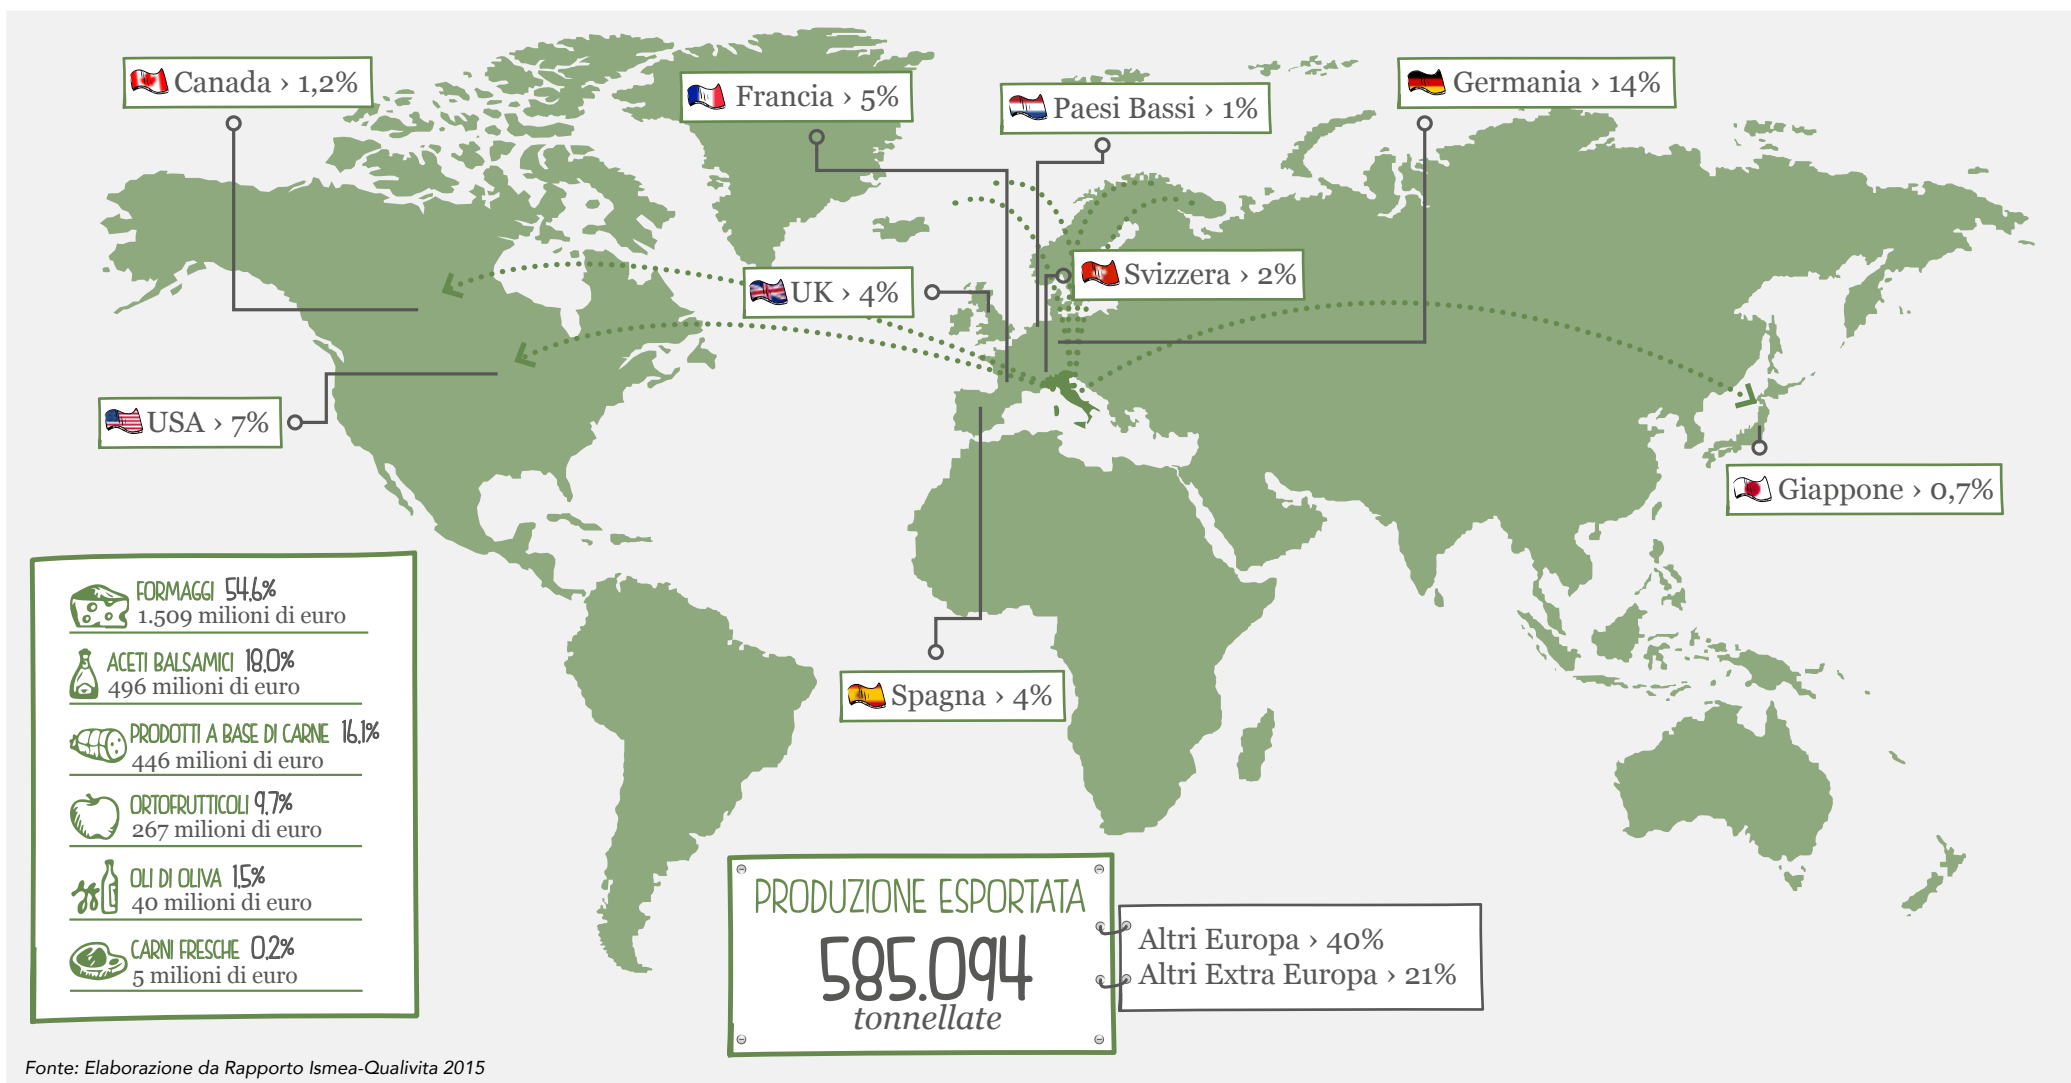 Canada › 1,2%
Francia › 5%
Paesi Bassi › 1%
Germania › 14%
UK › 4%
Svizzera › 2%
USA › 7%
Giappone › 0,7%
Spagna › 4%
FORMAGGI 54,6%
1.509 milioni di euro
ACETI BALSAMICI 18,0%
496 milioni di euro
PRODOTTI A BASE DI CARNE 16,1%
446 milioni di euro
ORTOFRUTTICOLI 9,7%
267 milioni di euro
OLI DI OLIVA 1,5%
40 milioni di euro
CARNI FRESCHE 0,2%
5 milioni di euro
PRODUZIONE ESPORTATA
585.094
tonnellate
Altri Europa › 40%
Altri Extra Europa › 21%
Fonte: Elaborazione da Rapporto Ismea-Qualivita 2015